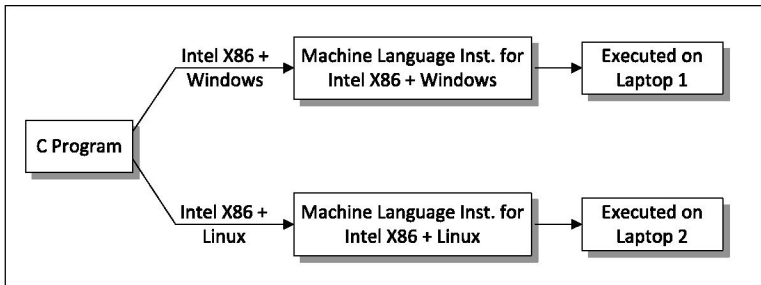 Intel X86 +
Windows
Machine Language Inst. for
Intel X86 + Windows
Executed on
Laptop 1
C Program
Intel X86 +
Linux
Machine Language Inst. for
Intel X86 + Linux
Executed on
Laptop 2